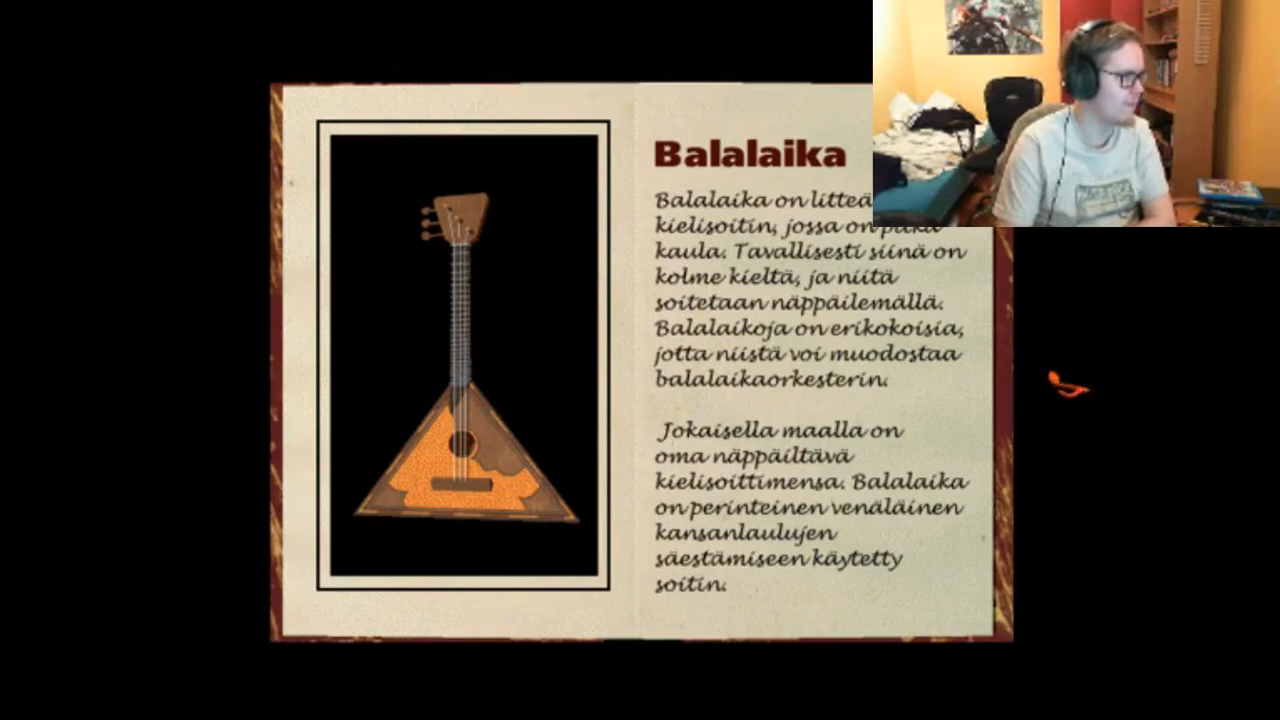 Balalaika
Balalaika on litteä
kielisoitin, jossa on pitkä
kaula. Tavallisesti siinä on
kolme kieltä, ja niitä
soitetaan näppäilemällä.
Balalaikoja on erikokoisia,
jotta niistä voi muodostaa
balalaikaorkesterin.
Jokaisella maalla on
oma näppäiltävä
kielisoittimensa. Balalaika
on perinteinen venäläinen
kansanlaulujen
säestämiseen käytetty
soitin.